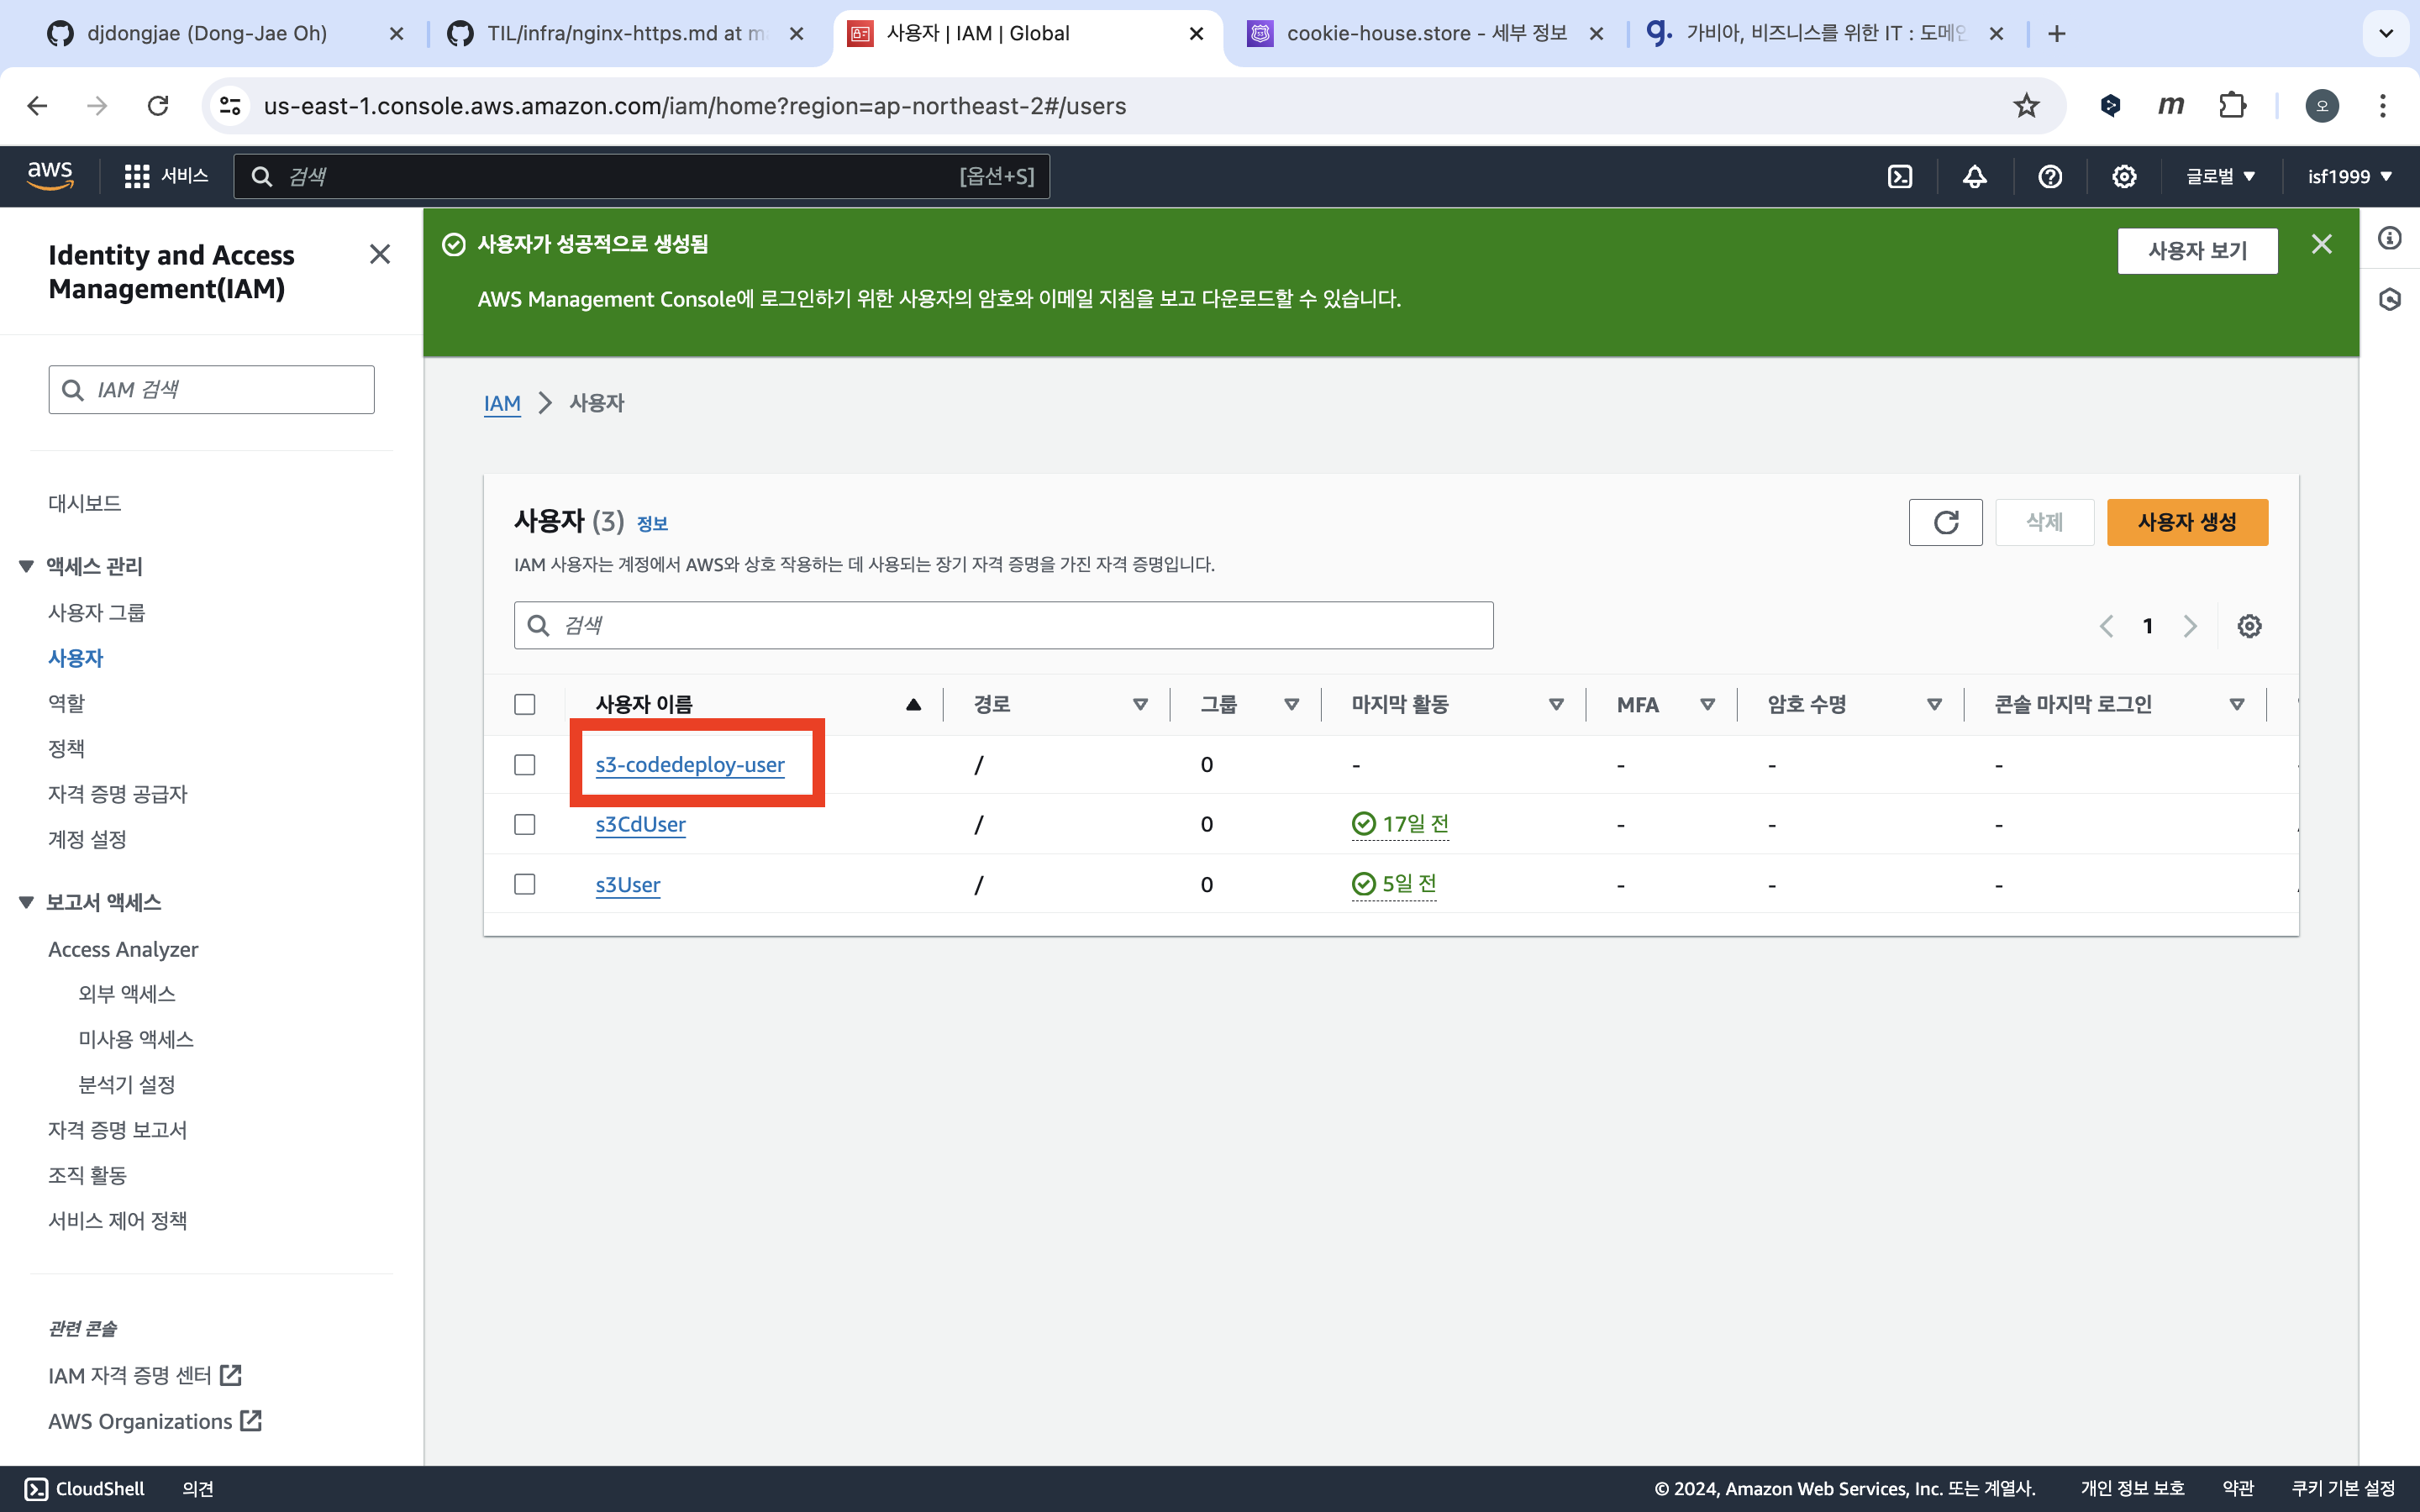 djdongjae (Dong-Jae Oh)
TIL/infra/nginx-https.md at m
사용자 | IAM | Global
cookie-house.store - 세부 정보
가비아, 비즈니스를 위한 IT : 도메인
us-east-1.console.aws.amazon.com/iam/home?region=ap-northeast-2#/users
m
오
aws
서비스
검색
[옵션+S]
글로벌
isf1999
Identity and Access
Management(IAM)
IAM 검색
대시보드
액세스 관리
사용자 그룹
사용자
역할
정책
자격 증명 공급자
계정 설정
보고서 액세스
Access Analyzer
외부 액세스
미사용 액세스
분석기 설정
자격 증명 보고서
조직 활동
서비스 제어 정책
관련 콘솔
IAM 자격 증명 센터
AWS Organizations
사용자가 성공적으로 생성됨
AWS Management Console에 로그인하기 위한 사용자의 암호와 이메일 지침을 보고 다운로드할 수 있습니다.
사용자 보기
IAM > 사용자
사용자 (3) 정보
삭제
사용자 생성
IAM 사용자는 계정에서 AWS와 상호 작용하는 데 사용되는 장기 자격 증명을 가진 자격 증명입니다.
검색
1
사용자 이름 경로 그룹 마지막 활동 MFA 암호 수명 콘솔 마지막 로그인
s3-codedeploy-user / 0 - - - -
s3CdUser / 0 17일 전 - - -
s3User / 0 5일 전 - - -
CloudShell
의견
© 2024, Amazon Web Services, Inc. 또는 계열사.
개인 정보 보호
약관
쿠키 기본 설정